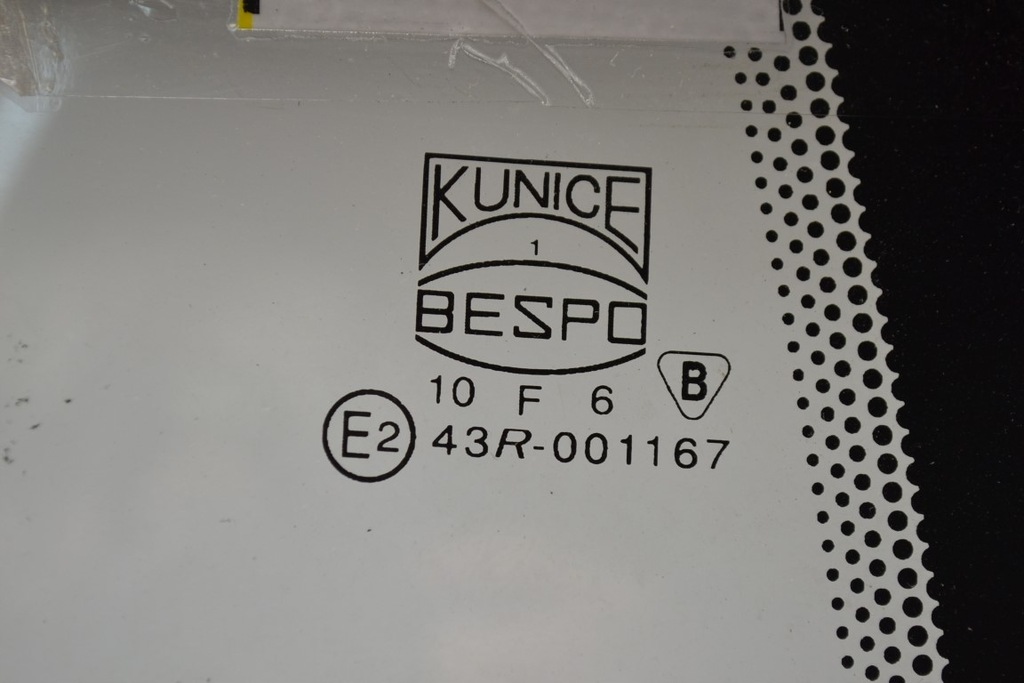 KUNICE
1
BESPO
10 F 6 B
E2 43R-001167